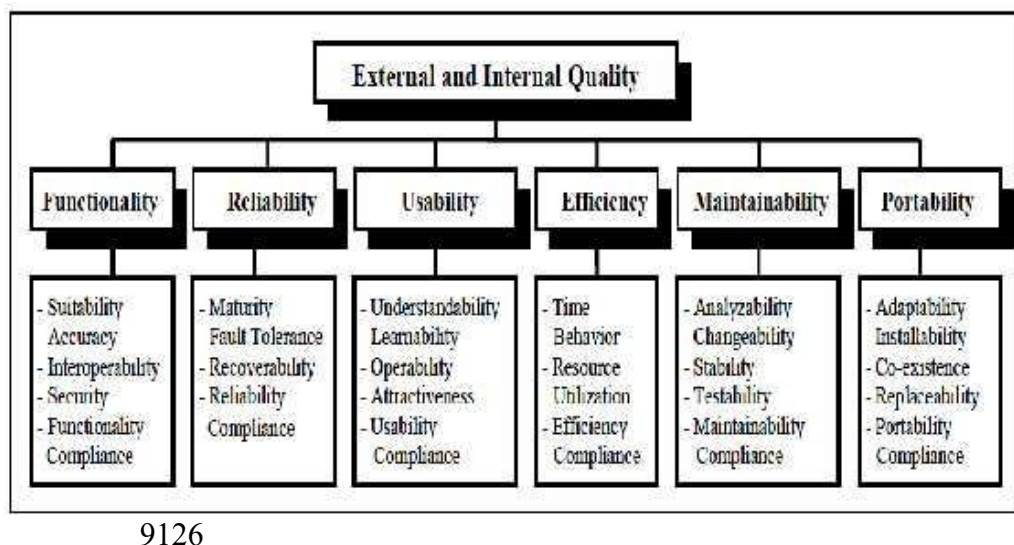 External and Internal Quality
Functionality
Reliability
Usability
Efficiency
Maintainability
Portability
- Suitability
Accuracy
- Interoperability
- Security
- Functionality
Compliance
- Maturity
Fault Tolerance
- Recoverability
- Reliability
Compliance
- Understandability
Learnability
- Operability
- Attractiveness
- Usability
Compliance
- Time
Behavior
- Resource
Utilization
- Efficiency
Compliance
- Analyzability
Changeability
- Stability
- Testability
- Maintainability
Compliance
- Adaptability
Installability
- Co-existence
- Replaceability
- Portability
Compliance
9126